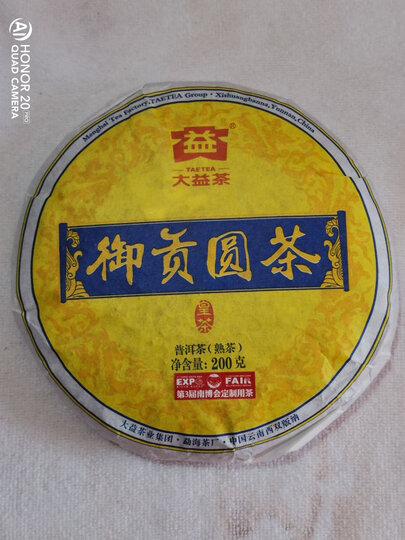 HONOR 20 PRO
AI QUAD CAMERA
Menghai Tea Factory,TAETEA Group · Xishuangbanna,Yunnan,China
益®
TAETEA
大益茶
御贡圆茶
皇茶
普洱茶(熟茶)
净含量:200克
EXPO FAIR
第3届南博会定制用茶
大益茶业集团·勐海茶厂·中国云南西双版纳